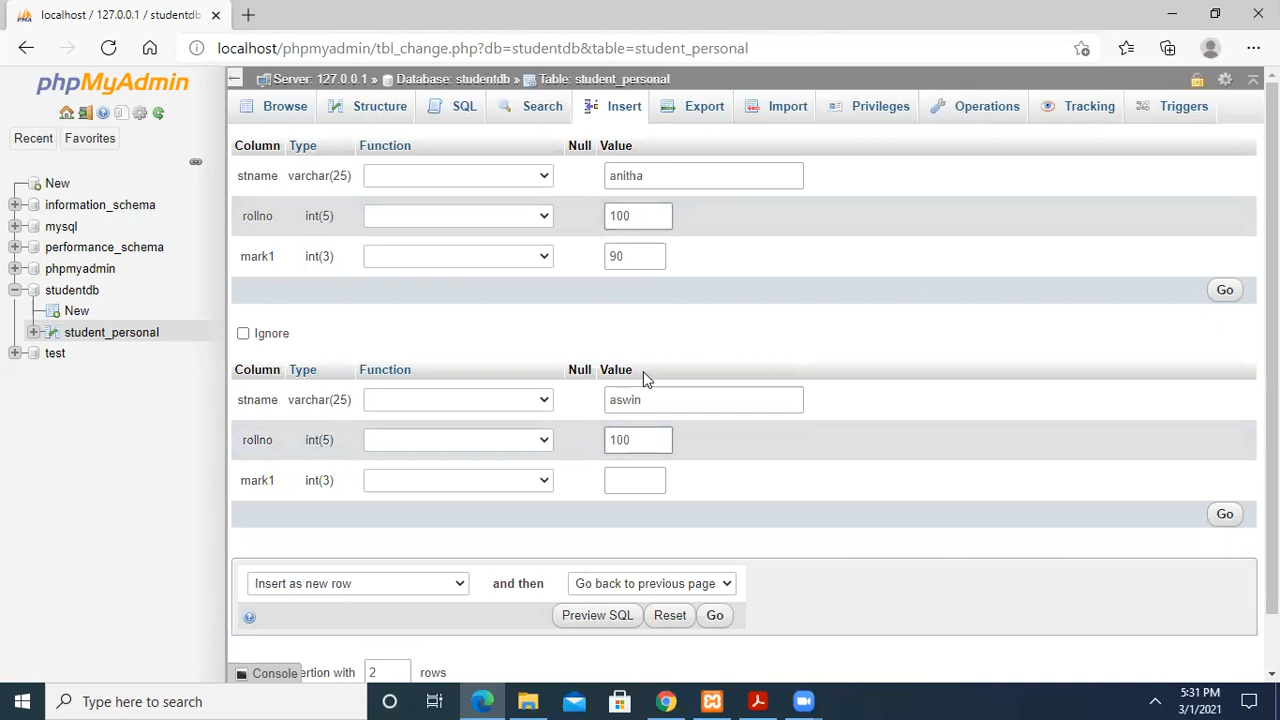 localhost / 127.0.0.1 / studentdb
localhost/phpmyadmin/tbl_change.php?db=studentdb&table=student_personal
phpMyAdmin
Recent Favorites
New
information_schema
mysql
performance_schema
phpmyadmin
studentdb
New
student_personal
test
Server: 127.0.0.1 » Database: studentdb » Table: student_personal
Browse Structure SQL Search Insert Export Import Privileges Operations Tracking Triggers
Column Type Function Null Value
stname varchar(25) anitha
rollno int(5) 100
mark1 int(3) 90
Go
Ignore
Column Type Function Null Value
stname varchar(25) aswin
rollno int(5) 100
mark1 int(3)
Go
Insert as new row and then Go back to previous page
Preview SQL Reset Go
Console ertion with 2 rows
Type here to search
5:31 PM
3/1/2021